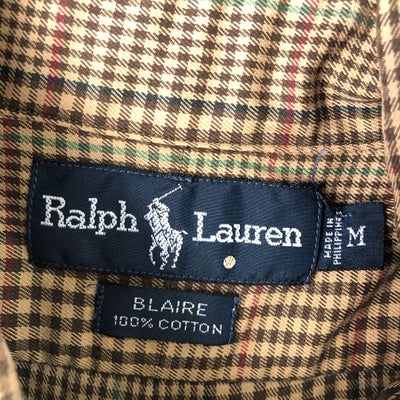 Ralph Lauren
MADE IN
PHILIPPINES
M
BLAIRE
100% COTTON